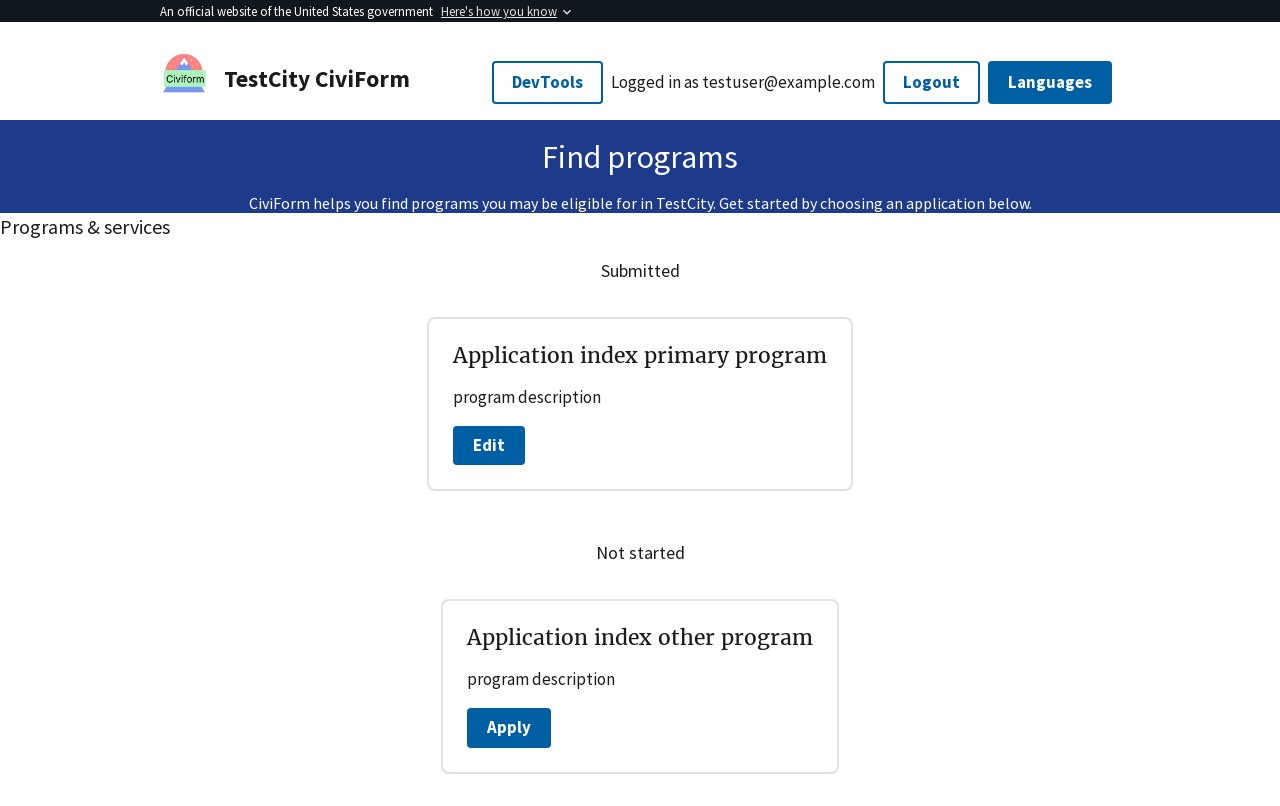 An official website of the United States government Here's how you know
Civiform
TestCity CiviForm
DevTools
Logged in as testuser@example.com
Logout
Languages
Find programs
CiviForm helps you find programs you may be eligible for in TestCity. Get started by choosing an application below.
Programs & services
Submitted
Application index primary program
program description
Edit
Not started
Application index other program
program description
Apply